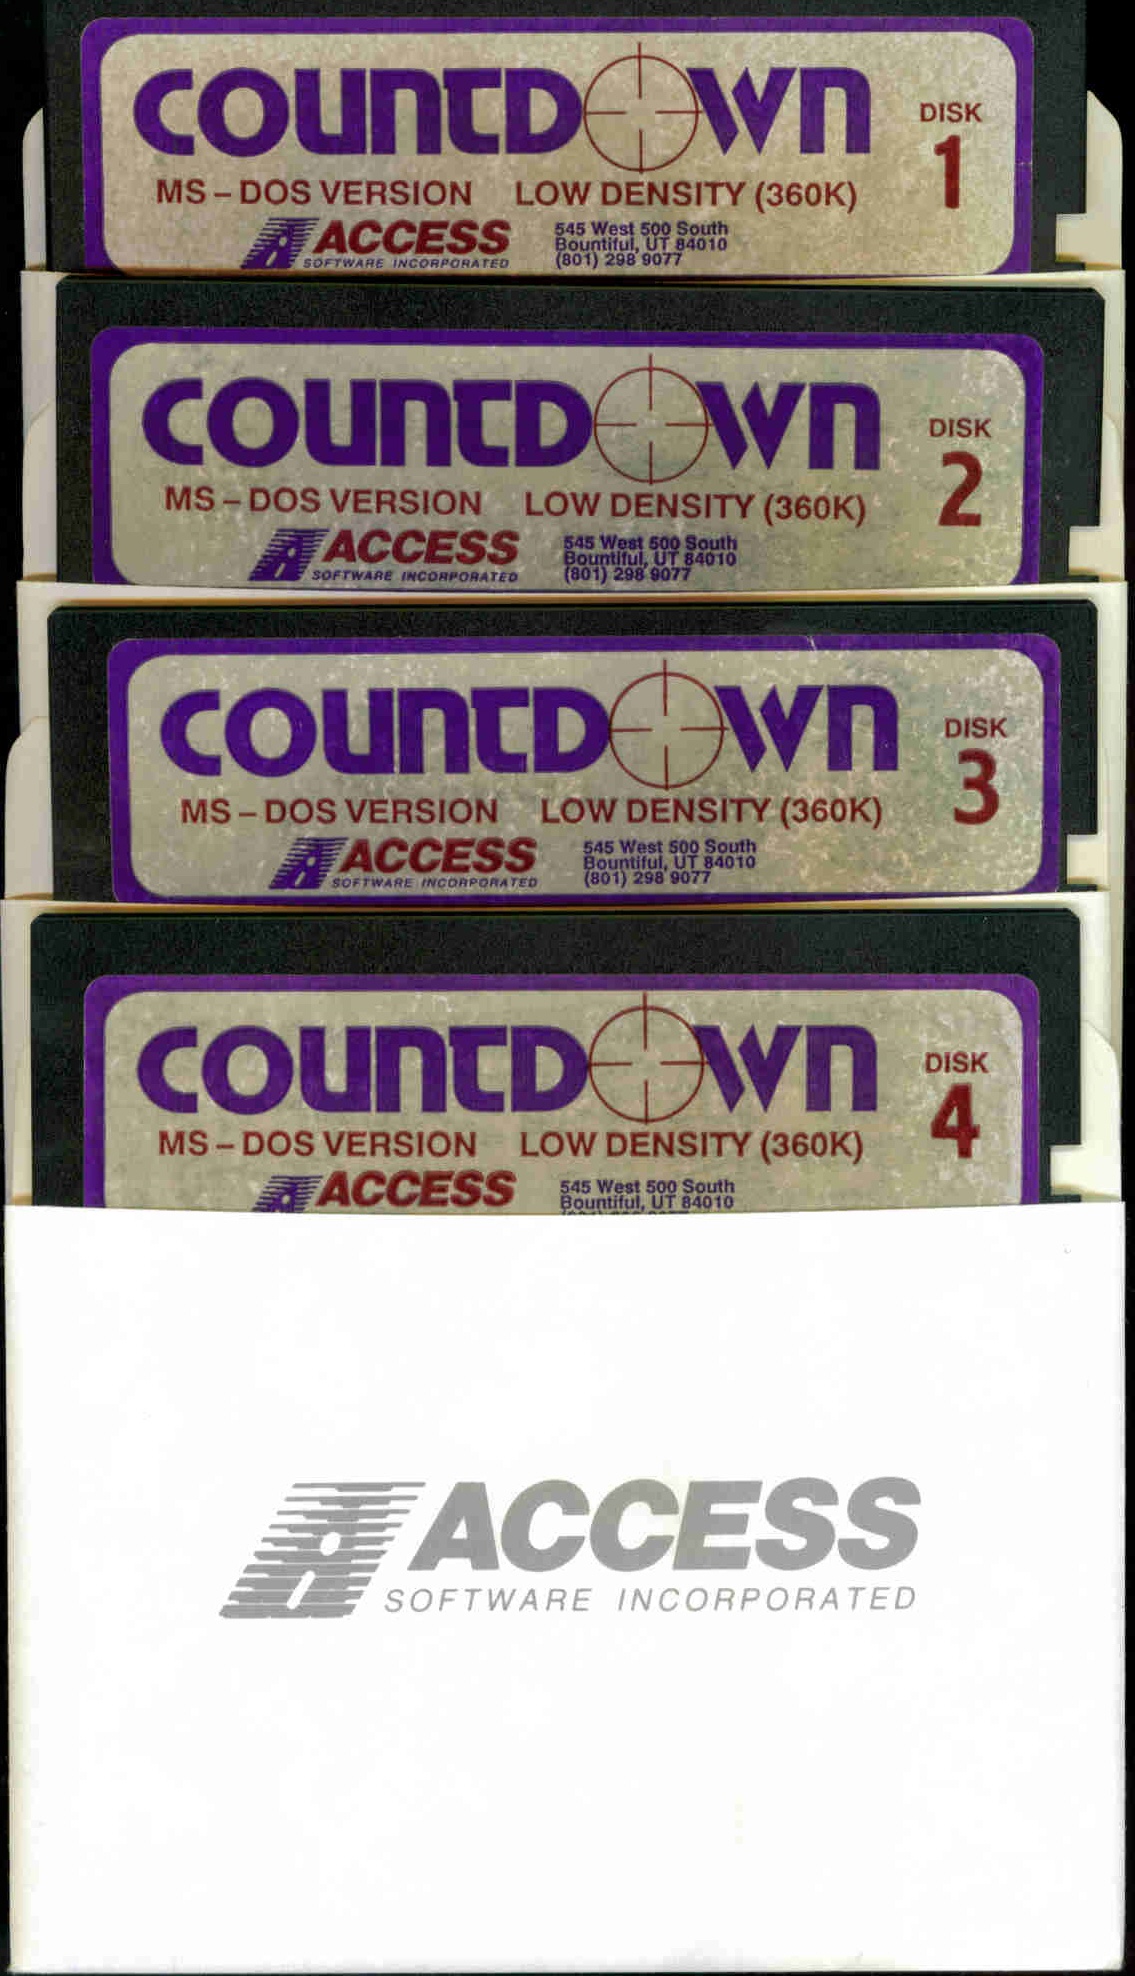 COUNTDOWN
DISK
1
MS – DOS VERSION LOW DENSITY (360K)
ACCESS
SOFTWARE INCORPORATED
545 West 500 South
Bountiful, UT 84010
(801) 298 9077
COUNTDOWN
DISK
2
MS – DOS VERSION LOW DENSITY (360K)
ACCESS
SOFTWARE INCORPORATED
545 West 500 South
Bountiful, UT 84010
(801) 298 9077
COUNTDOWN
DISK
3
MS – DOS VERSION LOW DENSITY (360K)
ACCESS
SOFTWARE INCORPORATED
545 West 500 South
Bountiful, UT 84010
(801) 298 9077
COUNTDOWN
DISK
4
MS – DOS VERSION LOW DENSITY (360K)
ACCESS
545 West 500 South
Bountiful, UT 84010
ACCESS
SOFTWARE INCORPORATED